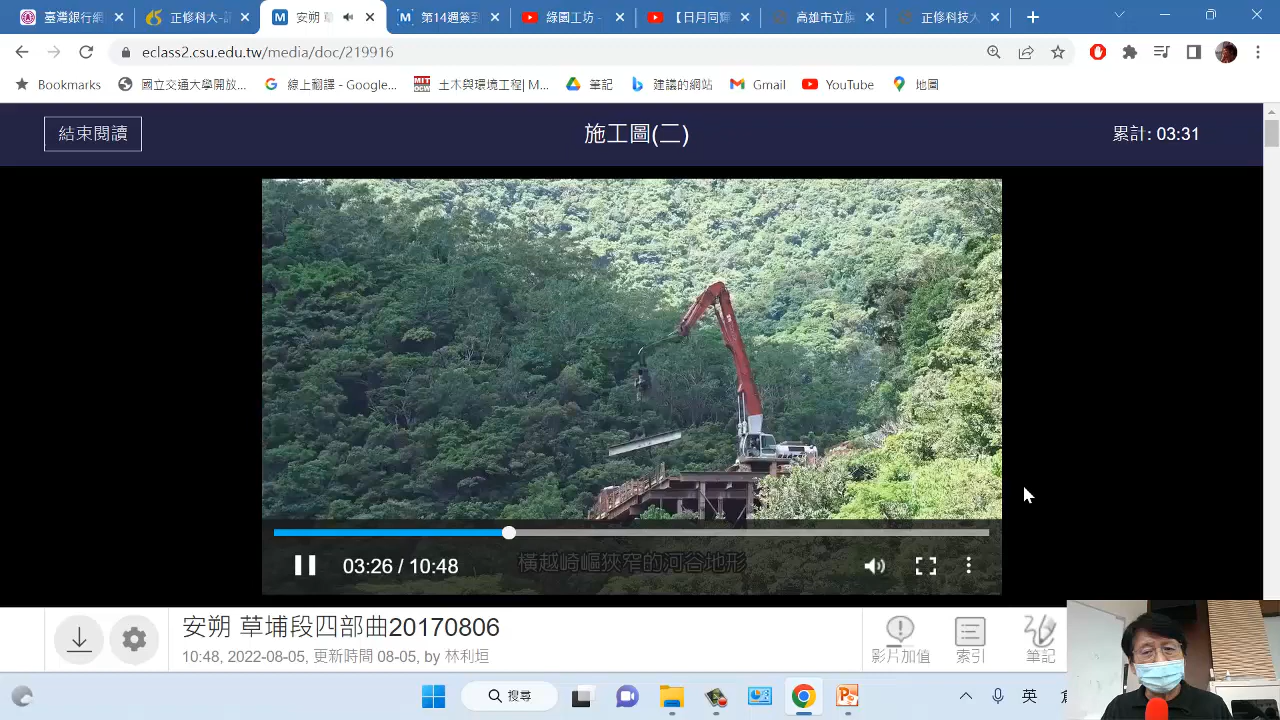 臺灣銀行網
正修科大-言
安朔 草
第14週簽到
綠園工坊 -
【日月同輝
高雄市立旗
正修科技人
eclass2.csu.edu.tw/media/doc/219916
Bookmarks
國立交通大學開放...
線上翻譯 - Google...
土木與環境工程| M...
筆記
建議的網站
Gmail
YouTube
地圖
結束閱讀
施工圖(二)
累計: 03:31
橫越崎嶇狹窄的河谷地形
03:26 / 10:48
安朔 草埔段四部曲20170806
10:48, 2022-08-05, 更新時間 08-05, by 林利垣
影片加值
索引
筆記
搜尋
英